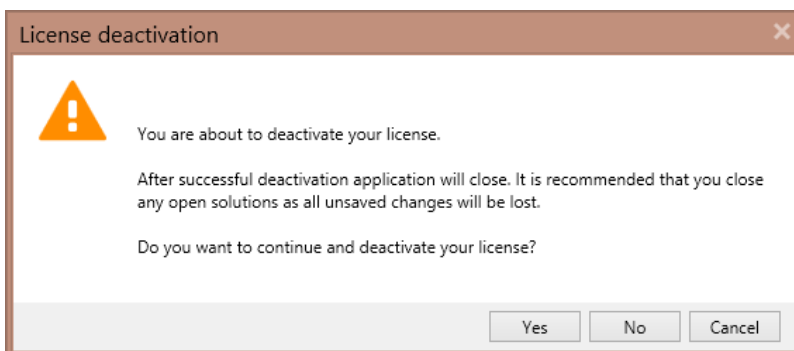 License deactivation
You are about to deactivate your license.
After successful deactivation application will close. It is recommended that you close
any open solutions as all unsaved changes will be lost.
Do you want to continue and deactivate your license?
Yes No Cancel